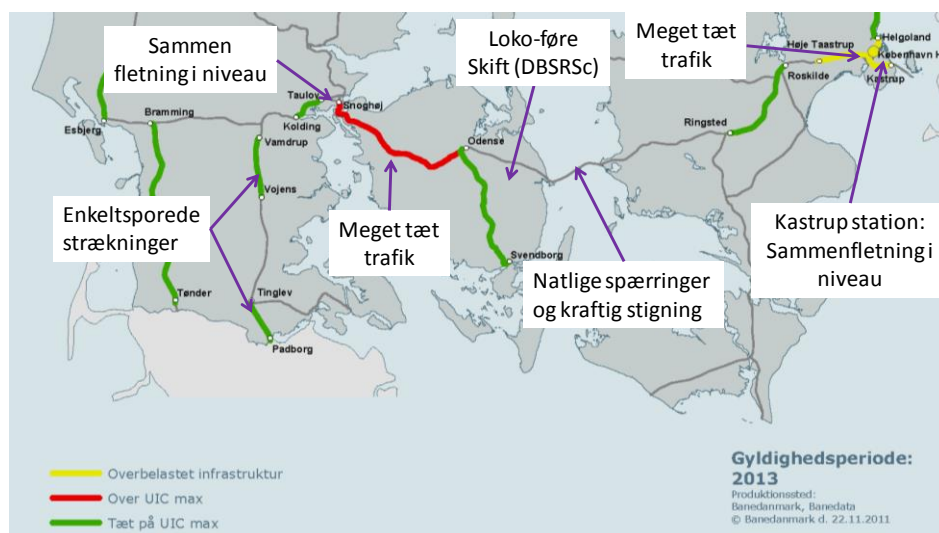 Sammen
fletning i niveau
Loko-føre
Skift (DBSRSc)
Meget tæt
trafik
Helgoland
Høje Taastrup
København H
Kastrup
Roskilde
Taulov
Snoghøj
Bramming
Esbjerg
Kolding
Vamdrup
Odense
Ringsted
Vojens
Enkeltsporede
strækninger
Meget tæt
trafik
Kastrup station:
Sammenfletning i
niveau
Svendborg
Natlige spærringer
og kraftig stigning
Tønder
Tinglev
Padborg
Overbelastet infrastruktur
Over UIC max
Tæt på UIC max
Gyldighedsperiode:
2013
Produktionssted:
Banedanmark, Banedata
© Banedanmark d. 22.11.2011